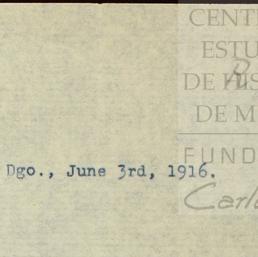 CENT
ESTU
DE HIS
DE M
FUND
Carl
Dgo., June 3rd, 1916.